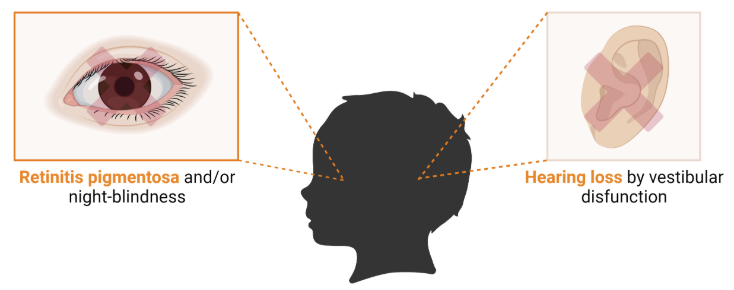 Retinitis pigmentosa and/or
night-blindness
Hearing loss by vestibular
disfunction